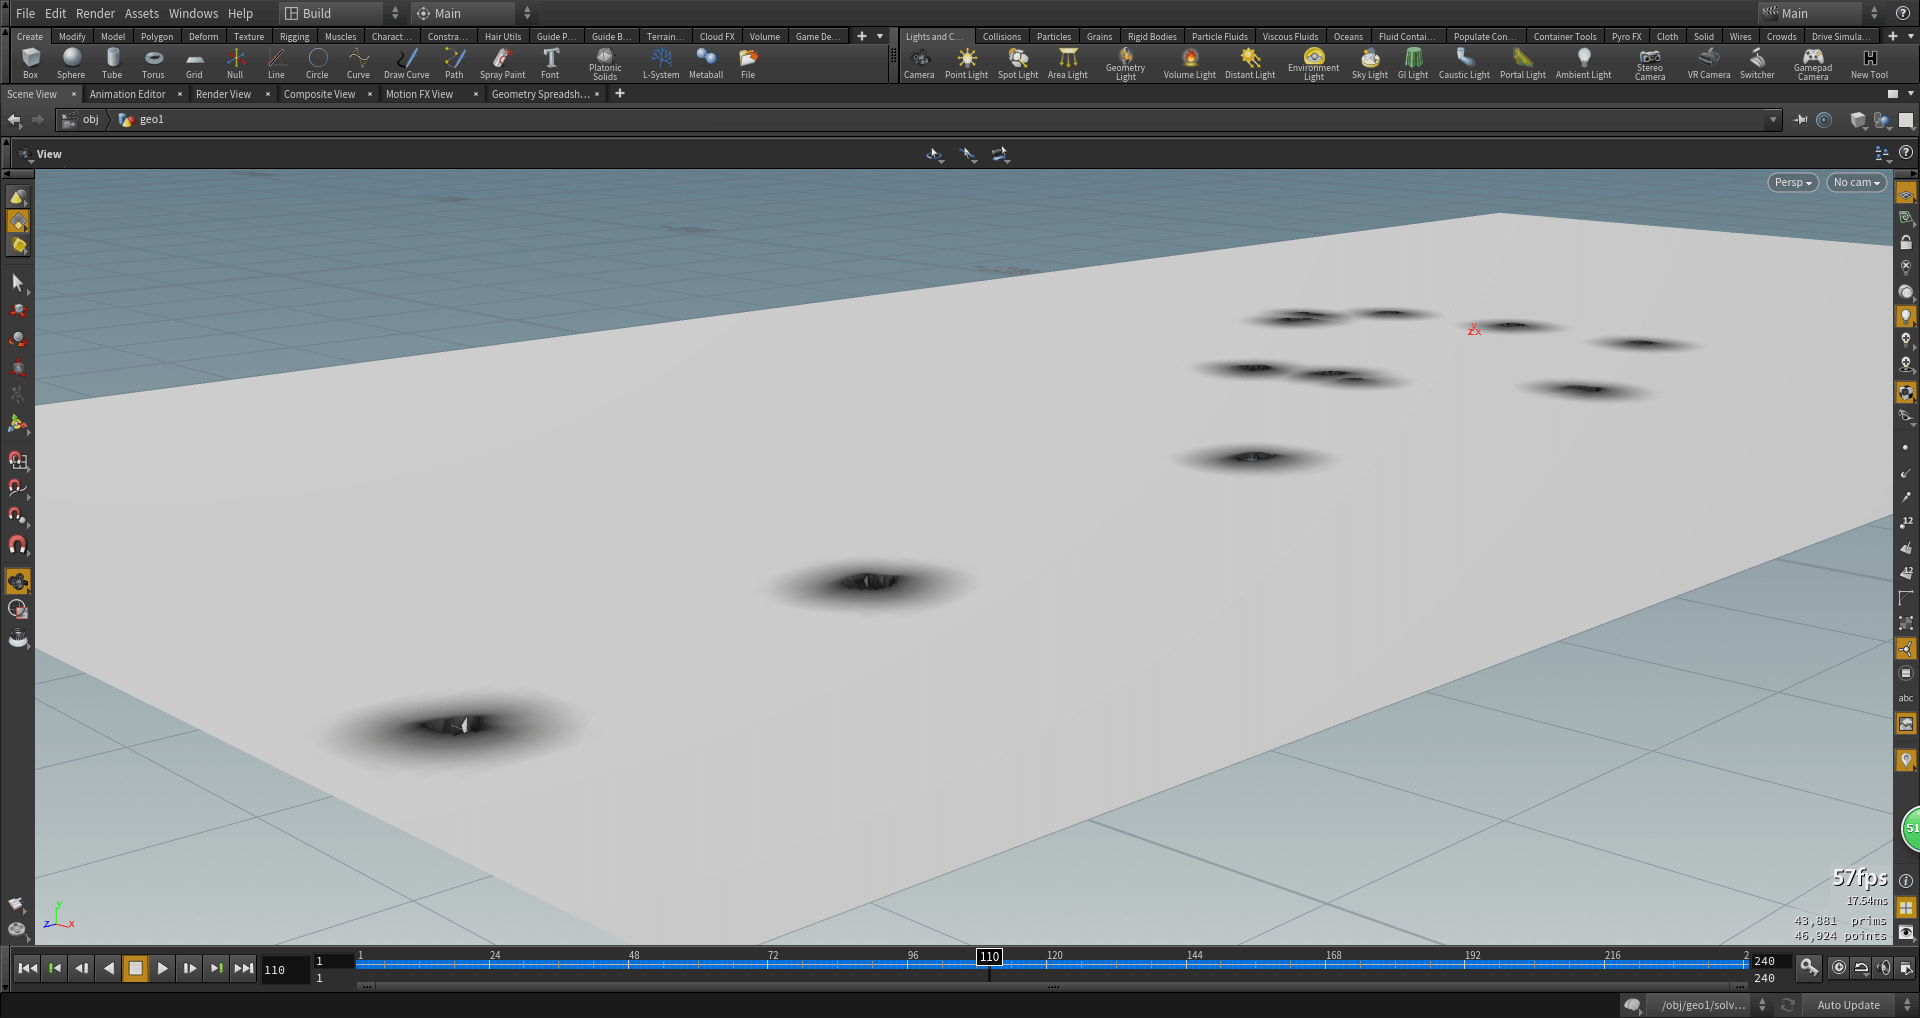 File Edit Render Assets Windows Help Build Main Main
Create Modify Model Polygon Deform Texture Rigging Muscles Charact... Constra... Hair Utils Guide P... Guide B... Terrain... Cloud FX Volume Game De... Lights and C... Collisions Particles Grains Rigid Bodies Particle Fluids Viscous Fluids Oceans Fluid Contai... Populate Con... Container Tools Pyro FX Cloth Solid Wires Crowds Drive Simula...
Box Sphere Tube Torus Grid Null Line Circle Curve Draw Curve Path Spray Paint Font Platonic Solids L-System Metaball File Camera Point Light Spot Light Area Light Geometry Light Volume Light Distant Light Environment Light Sky Light GI Light Caustic Light Portal Light Ambient Light Stereo Camera VR Camera Switcher Gamepad Camera New Tool
Scene View Animation Editor Render View Composite View Motion FX View Geometry Spreadsh...
obj geo1
View
Persp No cam
y
z x
12
12
abc
51
57fps
17.54ms
43,881 prims
46,924 points
y
z x
110 1 1 24 48 72 96 110 120 144 168 192 216 2 240
1 240
/obj/geo1/solv... Auto Update